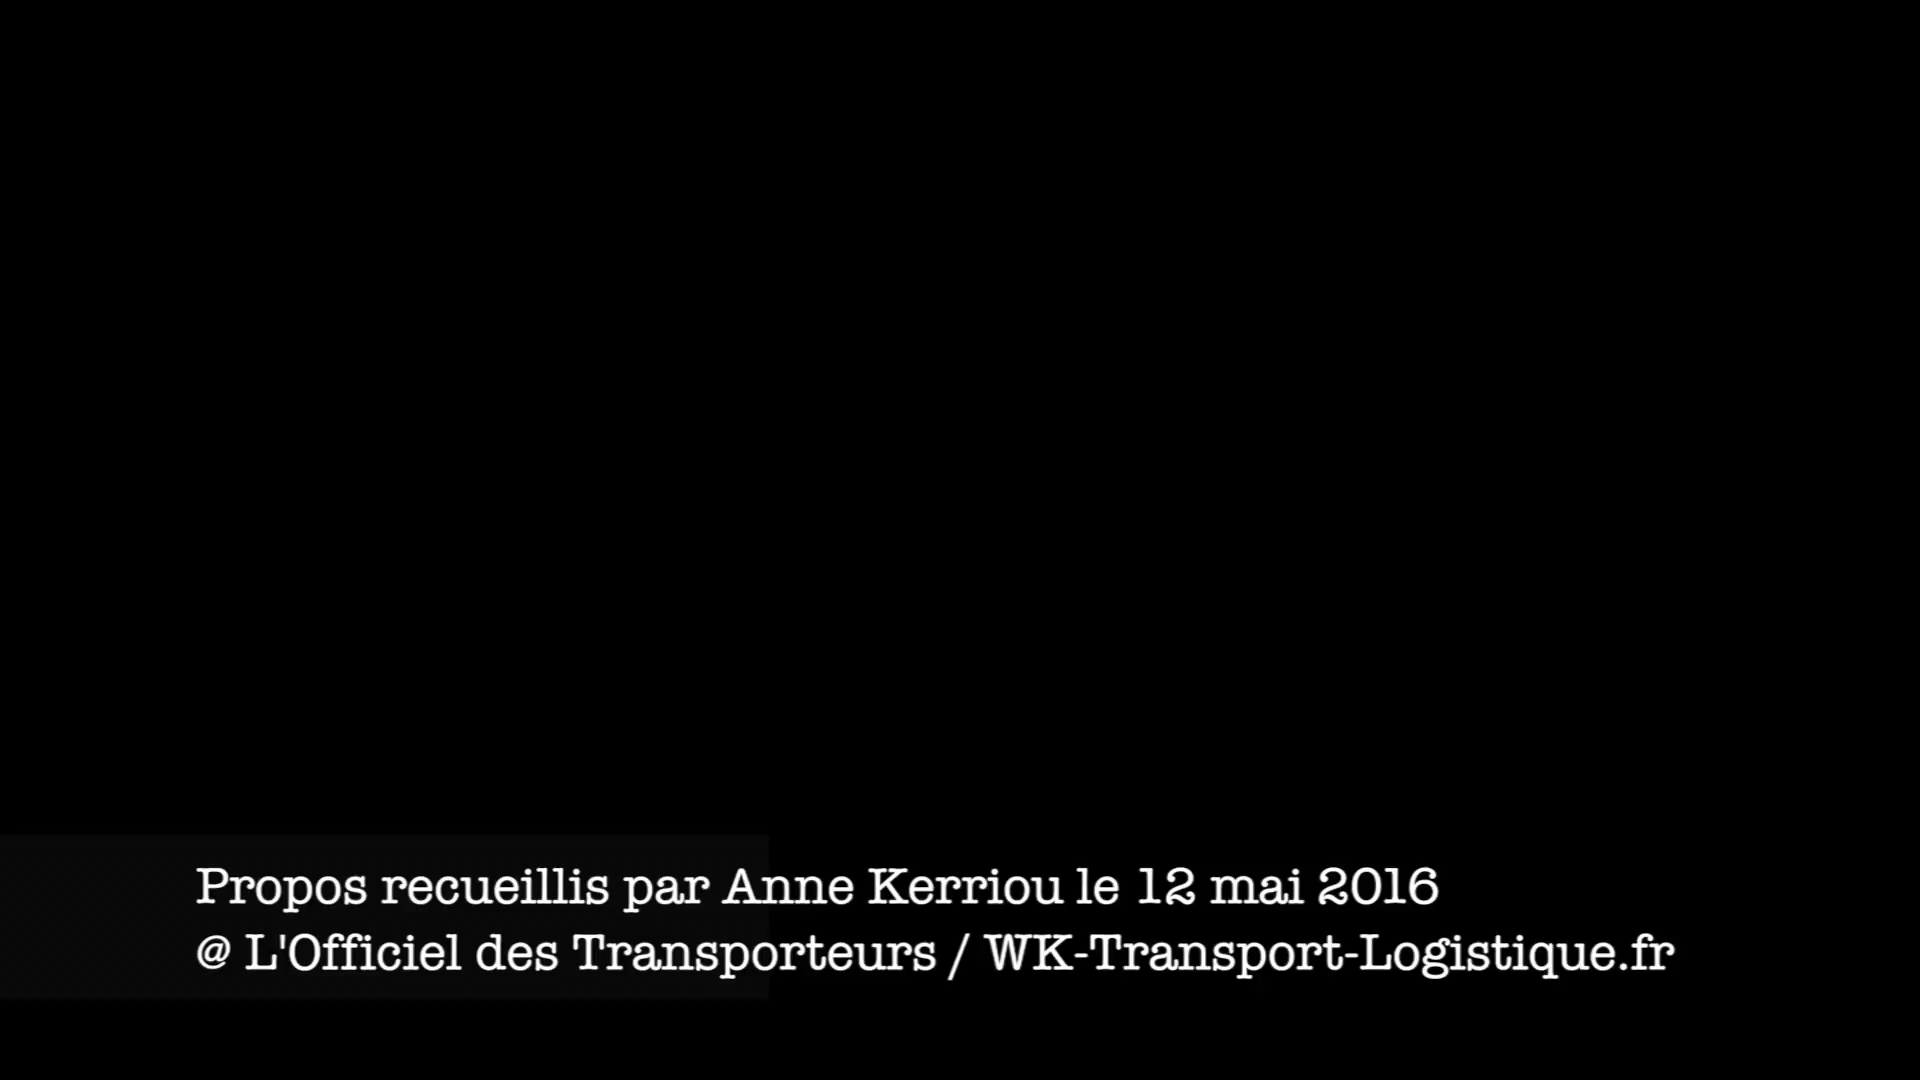 Propos recueillis par Anne Kerriou le 12 mai 2016
@ L'Officiel des Transporteurs / WK-Transport-Logistique.fr